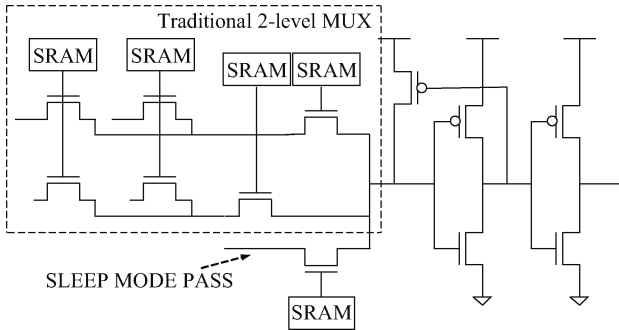 Traditional 2-level MUX
SRAM
SRAM
SRAM
SRAM
SLEEP MODE PASS
SRAM